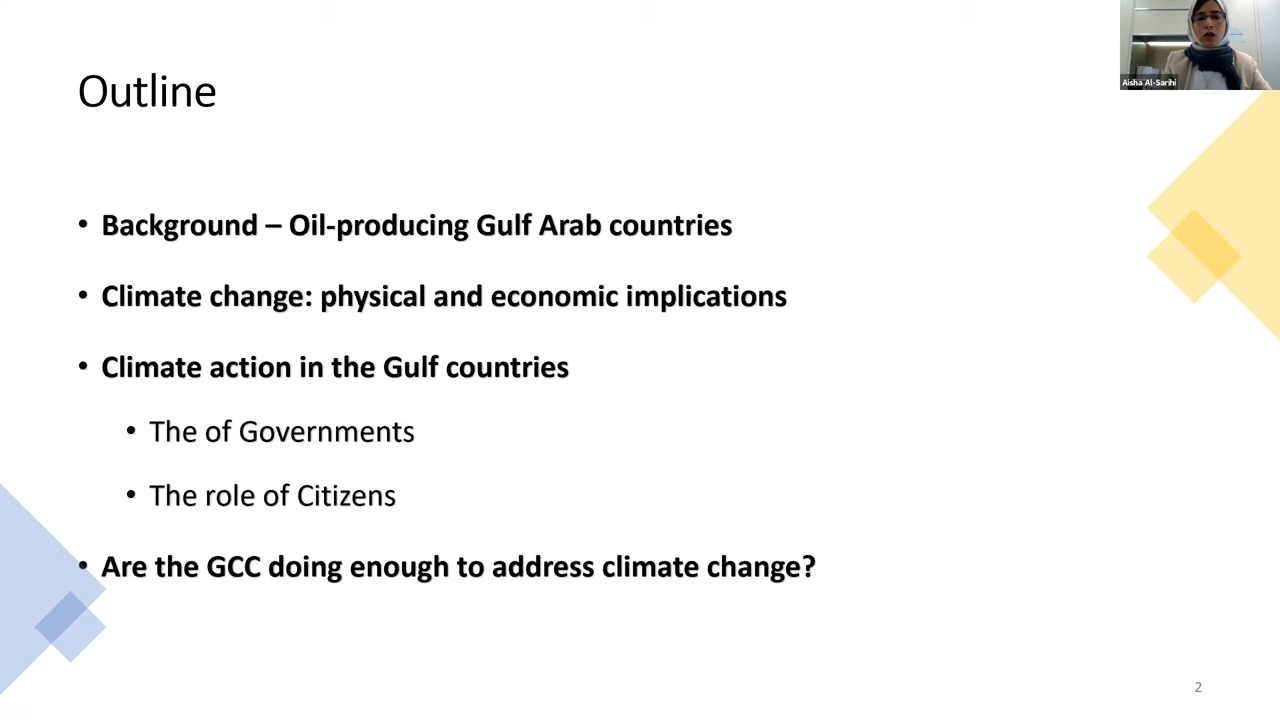 Aisha Al-Sarihi
Outline
• Background – Oil-producing Gulf Arab countries
• Climate change: physical and economic implications
• Climate action in the Gulf countries
• The of Governments
• The role of Citizens
• Are the GCC doing enough to address climate change?
2